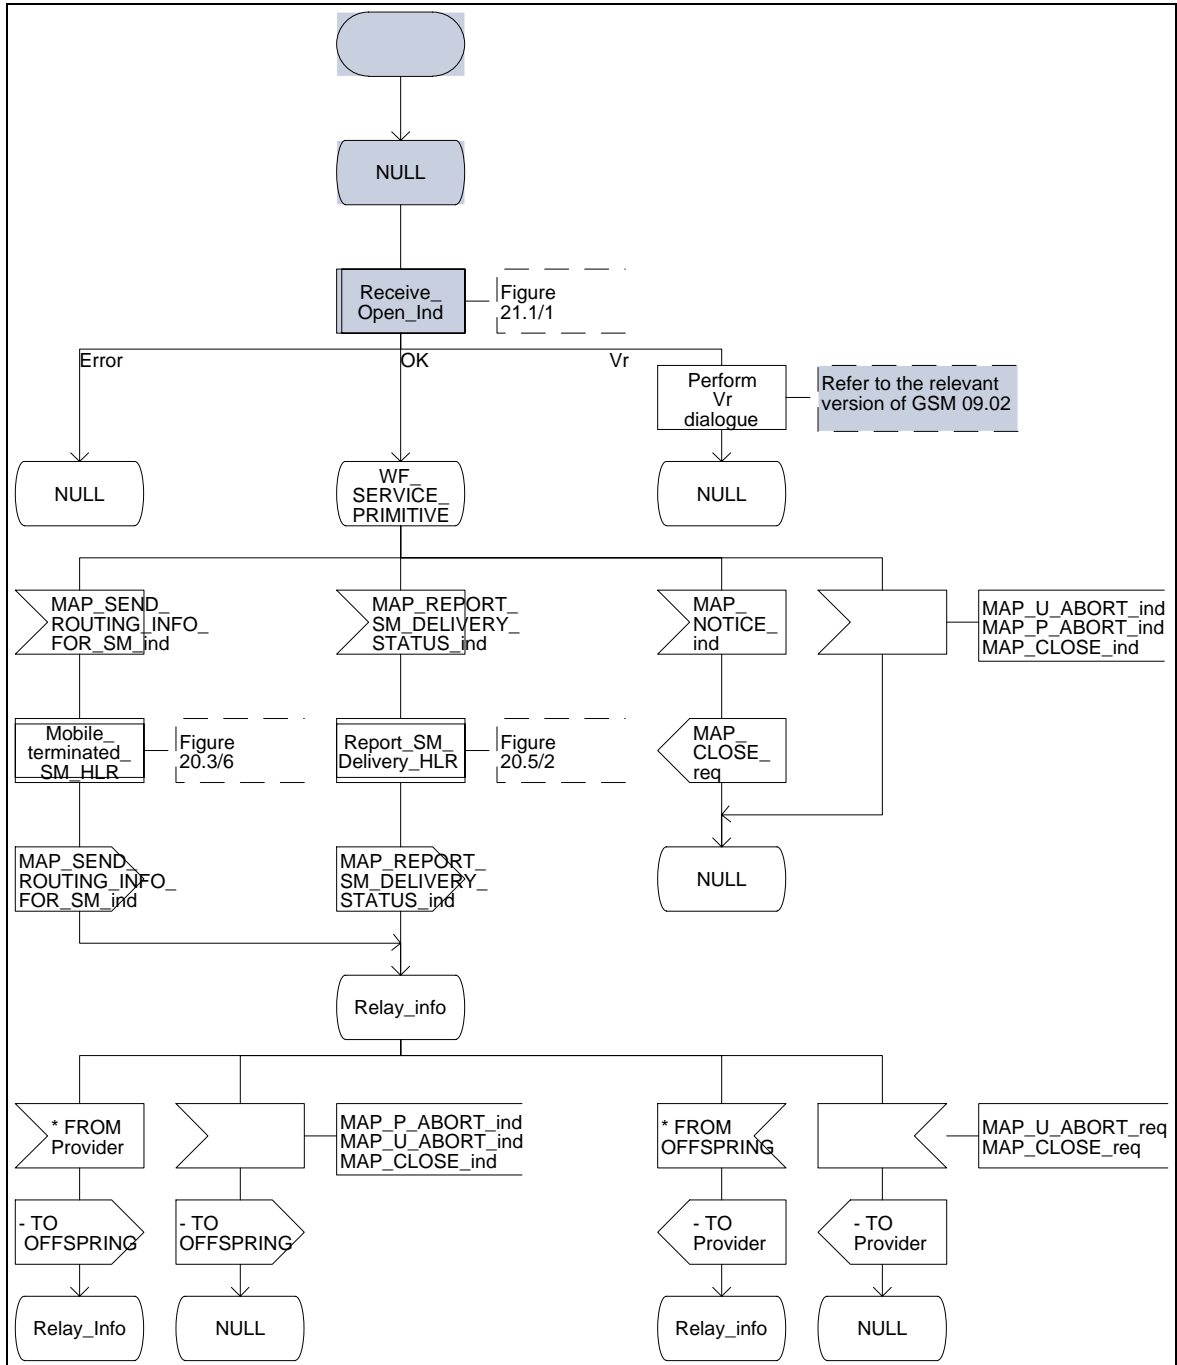 NULL
Receive_
Open_Ind
Figure
21.1/1
Error
OK
Vr
Perform
Vr
dialogue
Refer to the relevant
version of GSM 09.02
NULL
WF_
SERVICE_
PRIMITIVE
NULL
MAP_SEND_
ROUTING_INFO_
FOR_SM_ind
MAP_REPORT_
SM_DELIVERY_
STATUS_ind
MAP_
NOTICE_
ind
MAP_U_ABORT_ind
MAP_P_ABORT_ind
MAP_CLOSE_ind
Mobile_
terminated_
SM_HLR
Figure
20.3/6
Report_SM_
Delivery_HLR
Figure
20.5/2
MAP_
CLOSE_
req
MAP_SEND_
ROUTING_INFO_
FOR_SM_ind
MAP_REPORT_
SM_DELIVERY_
STATUS_ind
NULL
Relay_info
* FROM
Provider
MAP_P_ABORT_ind
MAP_U_ABORT_ind
MAP_CLOSE_ind
* FROM
OFFSPRING
MAP_U_ABORT_req
MAP_CLOSE_req
- TO
OFFSPRING
- TO
OFFSPRING
- TO
Provider
- TO
Provider
Relay_Info
NULL
Relay_info
NULL